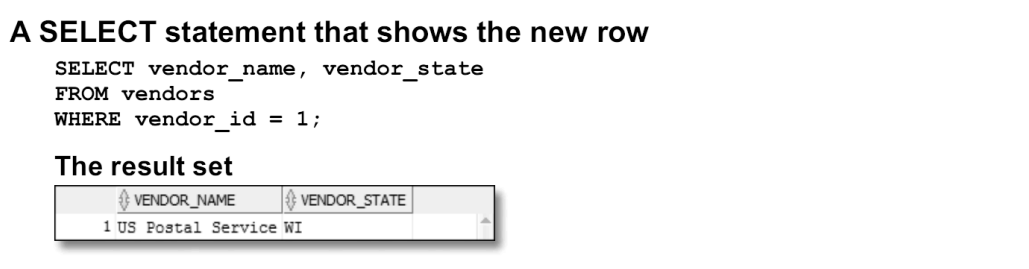 A SELECT statement that shows the new row
SELECT vendor_name, vendor_state
FROM vendors
WHERE vendor_id = 1;
The result set
VENDOR_NAME VENDOR_STATE
1 US Postal Service WI